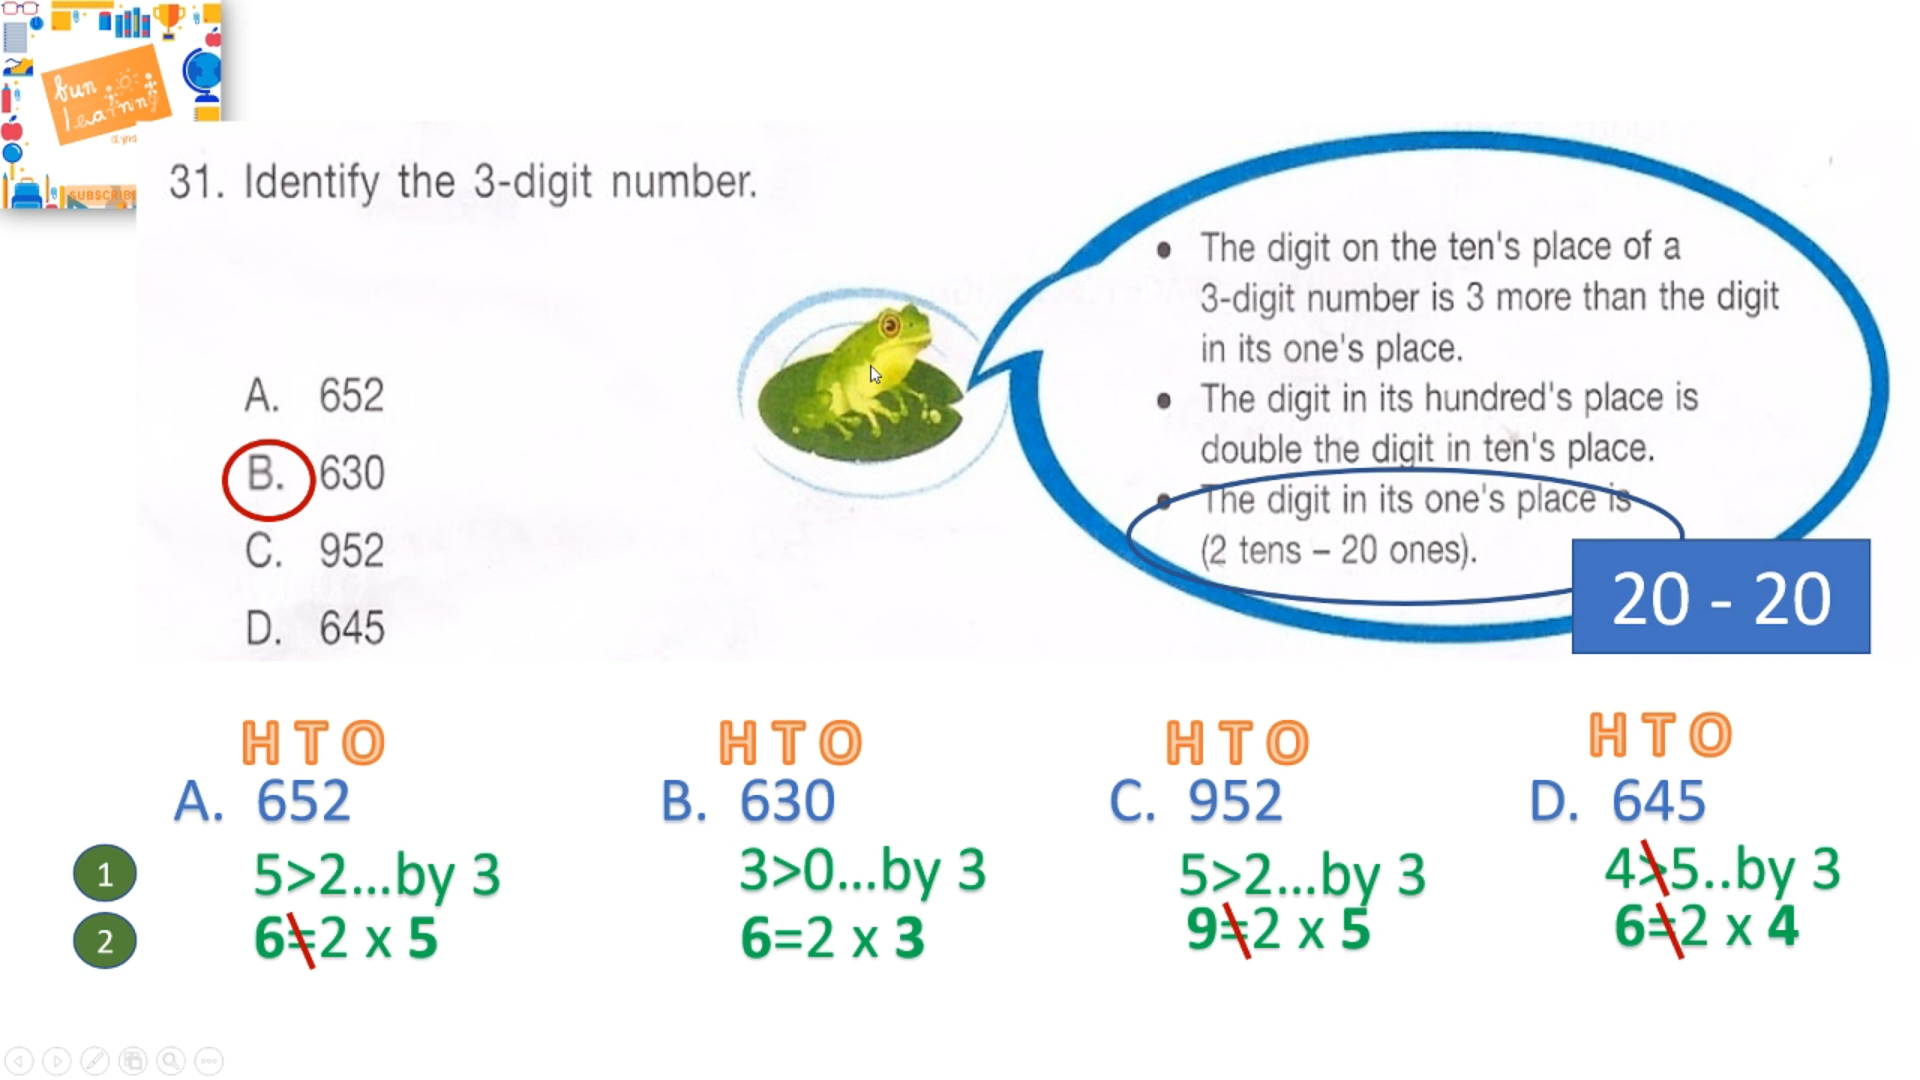 fun
learning
SUBSCRIBE
31. Identify the 3-digit number.
A. 652
B. 630
C. 952
D. 645
• The digit on the ten's place of a
3-digit number is 3 more than the digit
in its one's place.
• The digit in its hundred's place is
double the digit in ten's place.
• The digit in its one's place is
(2 tens – 20 ones).
20 - 20
H T O
A. 652
5>2...by 3
6=2 x 5
H T O
B. 630
3>0...by 3
6=2 x 3
H T O
C. 952
5>2...by 3
9=2 x 5
H T O
D. 645
4>5..by 3
6=2 x 4
1
2